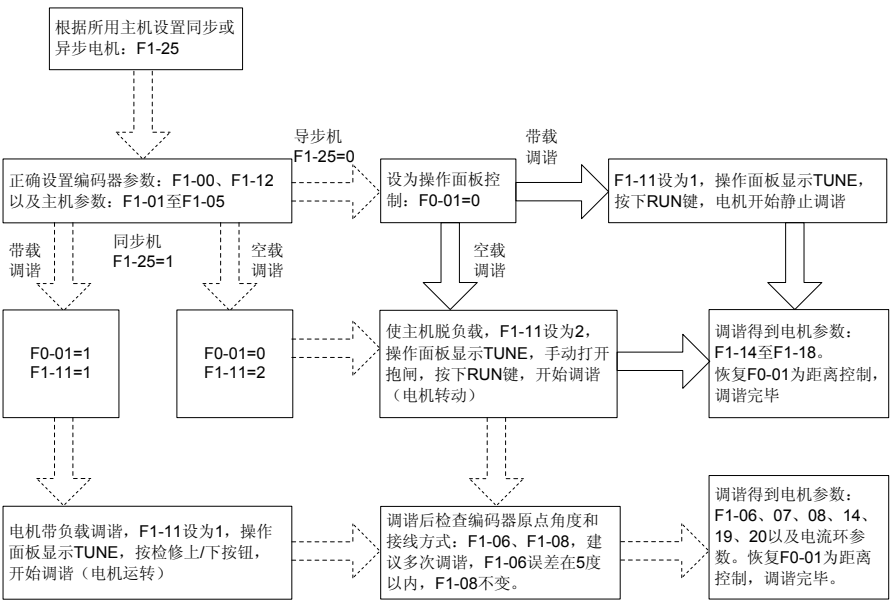 根据所用主机设置同步或
异步电机：F1-25
导步机
F1-25=0
带载
调谐
正确设置编码器参数：F1-00、F1-12
以及主机参数：F1-01至F1-05
设为操作面板控
制：F0-01=0
F1-11设为1，操作面板显示TUNE，
按下RUN键，电机开始静止调谐
带载
调谐
同步机
F1-25=1
空载
调谐
空载
调谐
F0-01=1
F1-11=1
F0-01=0
F1-11=2
使主机脱负载，F1-11设为2，
操作面板显示TUNE，手动打开
抱闸，按下RUN键，开始调谐
（电机转动）
调谐得到电机参数：
F1-14至F1-18。
恢复F0-01为距离控制，
调谐完毕
电机带负载调谐，F1-11设为1，操作
面板显示TUNE，按检修上/下按钮，
开始调谐（电机运转）
调谐后检查编码器原点角度和
接线方式：F1-06、F1-08，建
议多次调谐，F1-06误差在5度
以内，F1-08不变。
调谐得到电机参数：
F1-06、07、08、14、
19、20以及电流环参
数。恢复F0-01为距离
控制，调谐完毕。